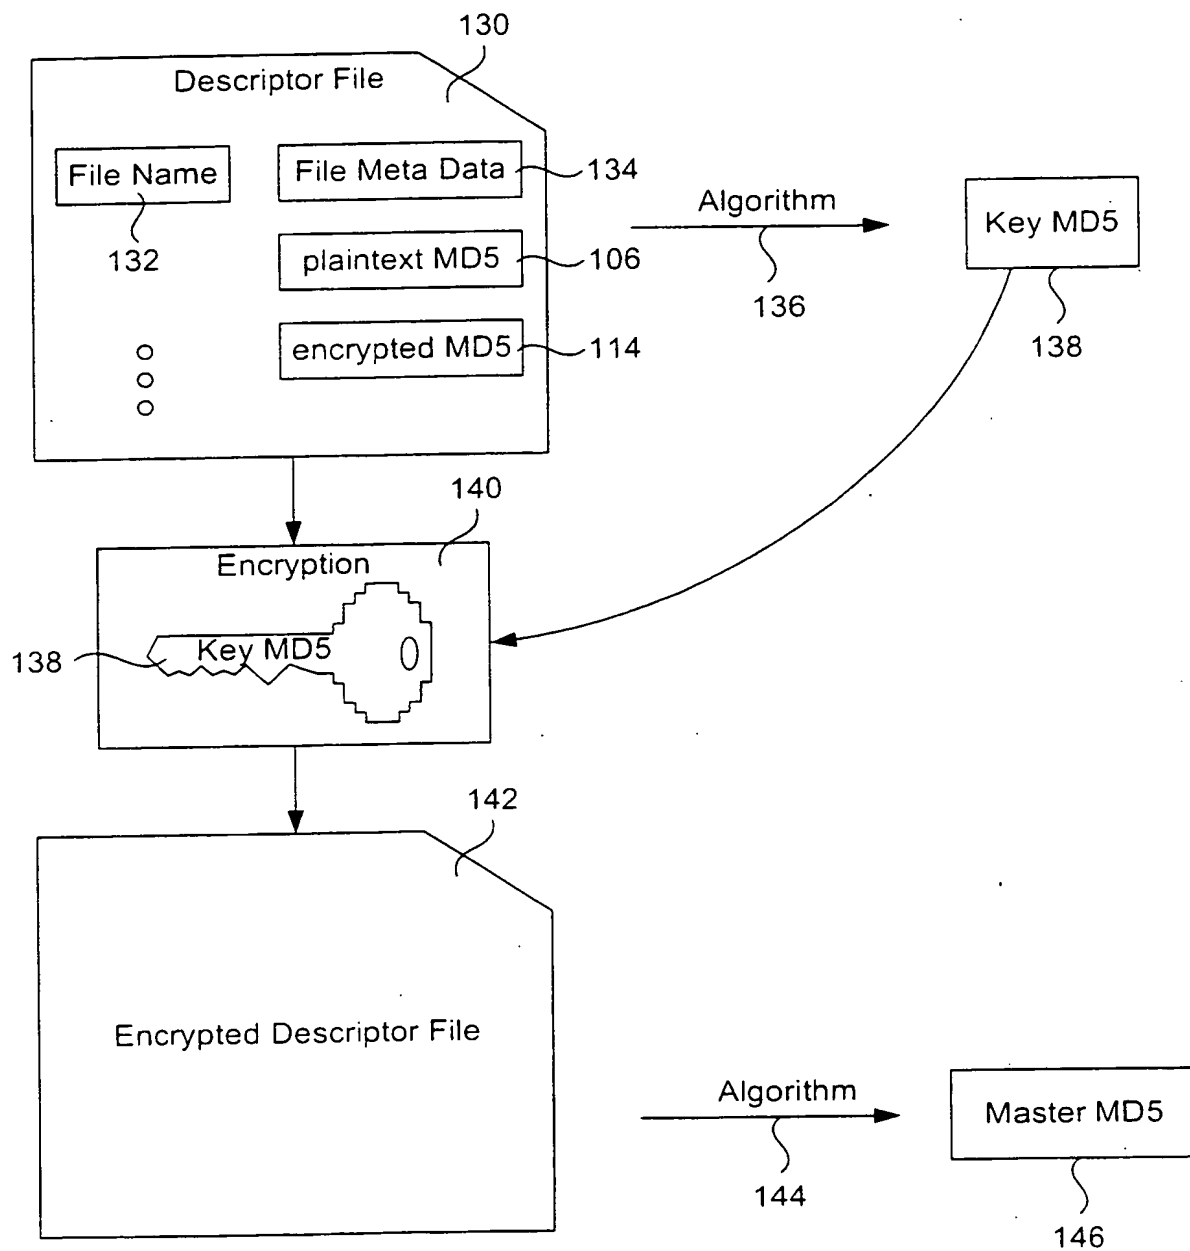 130
Descriptor File
File Name
132
File Meta Data
134
plaintext MD5
106
encrypted MD5
114
Algorithm
136
Key MD5
138
140
Encryption
Key MD5
138
142
Encrypted Descriptor File
Algorithm
144
Master MD5
146